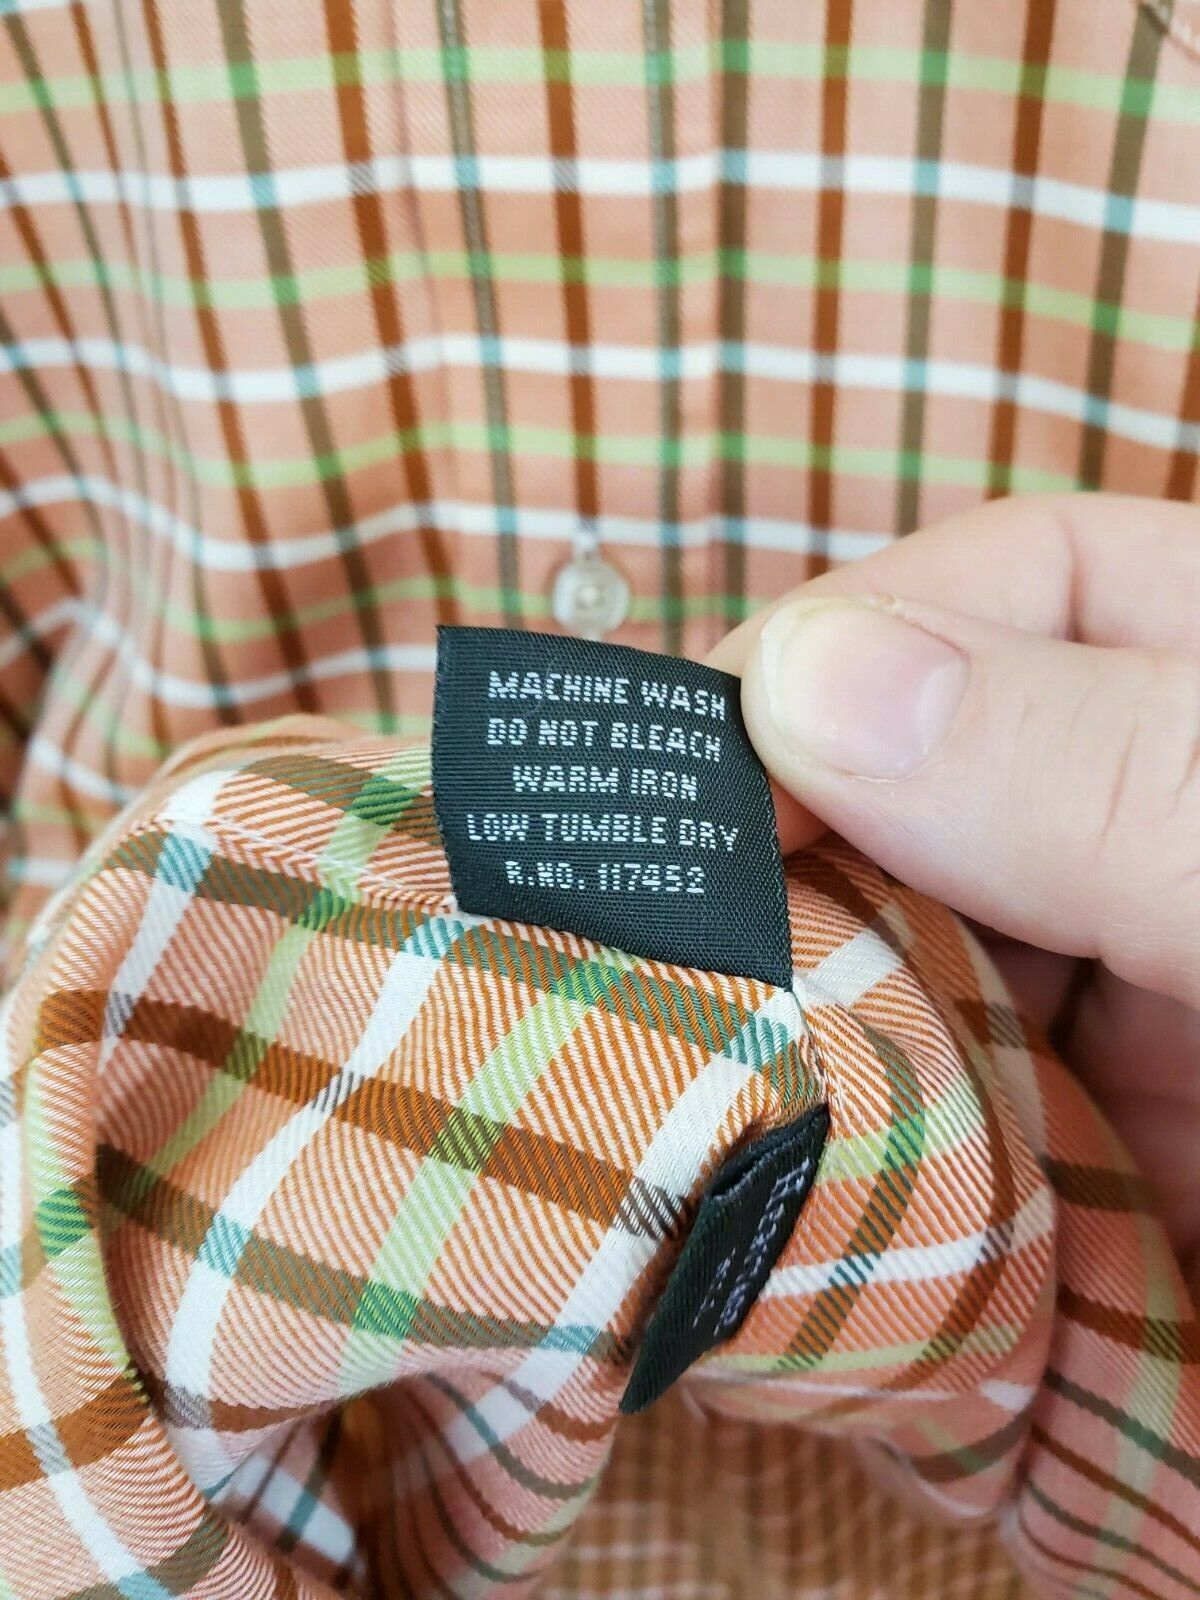 MACHINE WASH
DO NOT BLEACH
WARM IRON
LOW TUMBLE DRY
R.NO. 117452